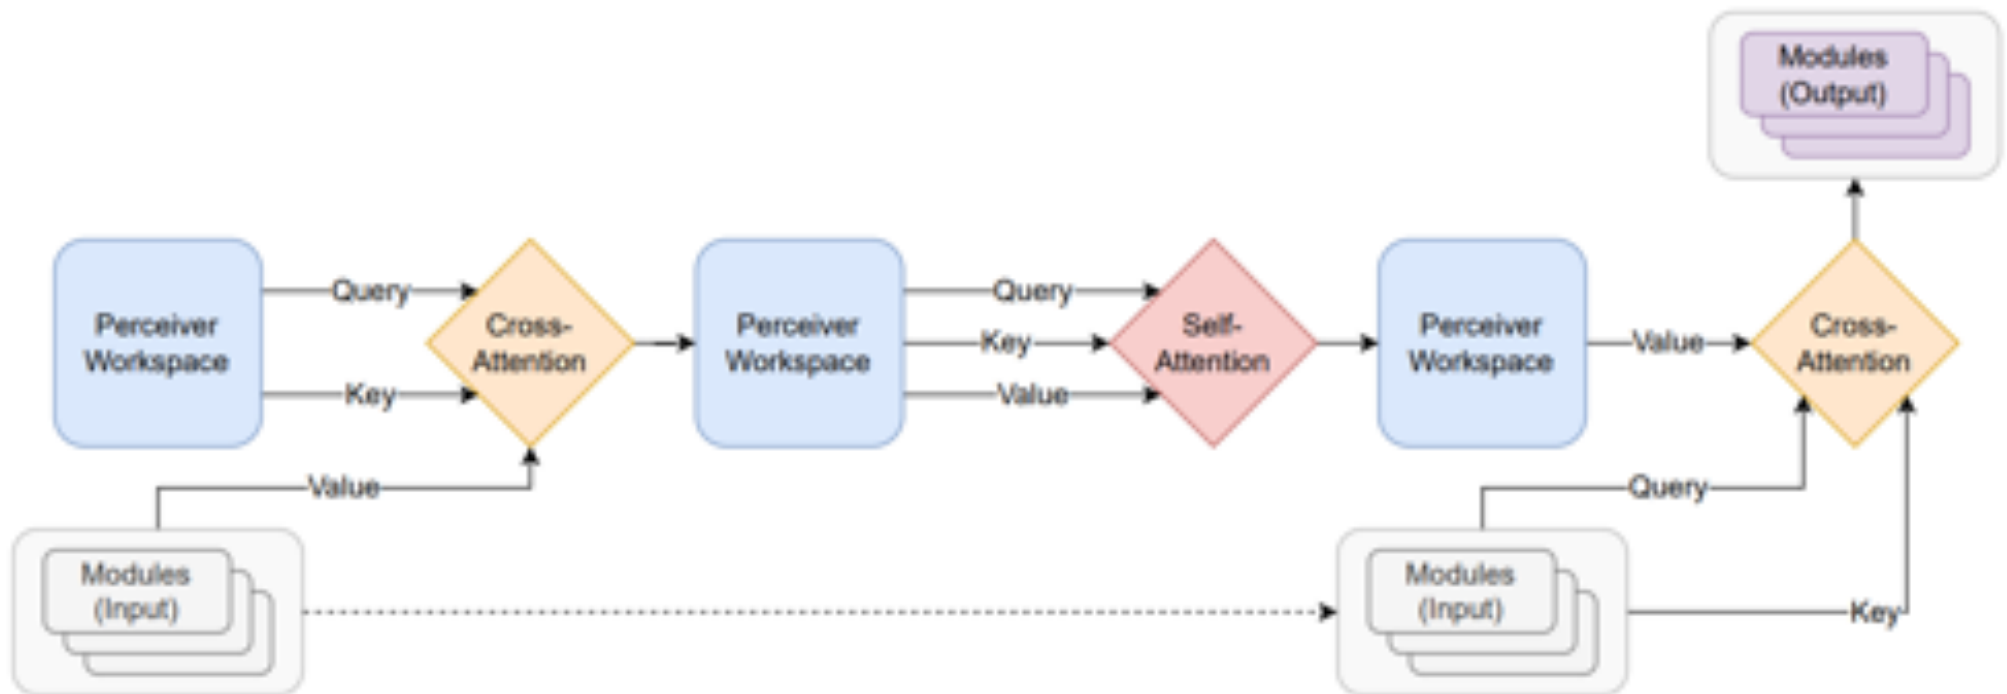 Modules
(Output)
Perceiver
Workspace
Query
Key
Cross-
Attention
Perceiver
Workspace
Query
Key
Value
Self-
Attention
Perceiver
Workspace
Value
Cross-
Attention
Value
Query
Modules
(Input)
Modules
(Input)
Key